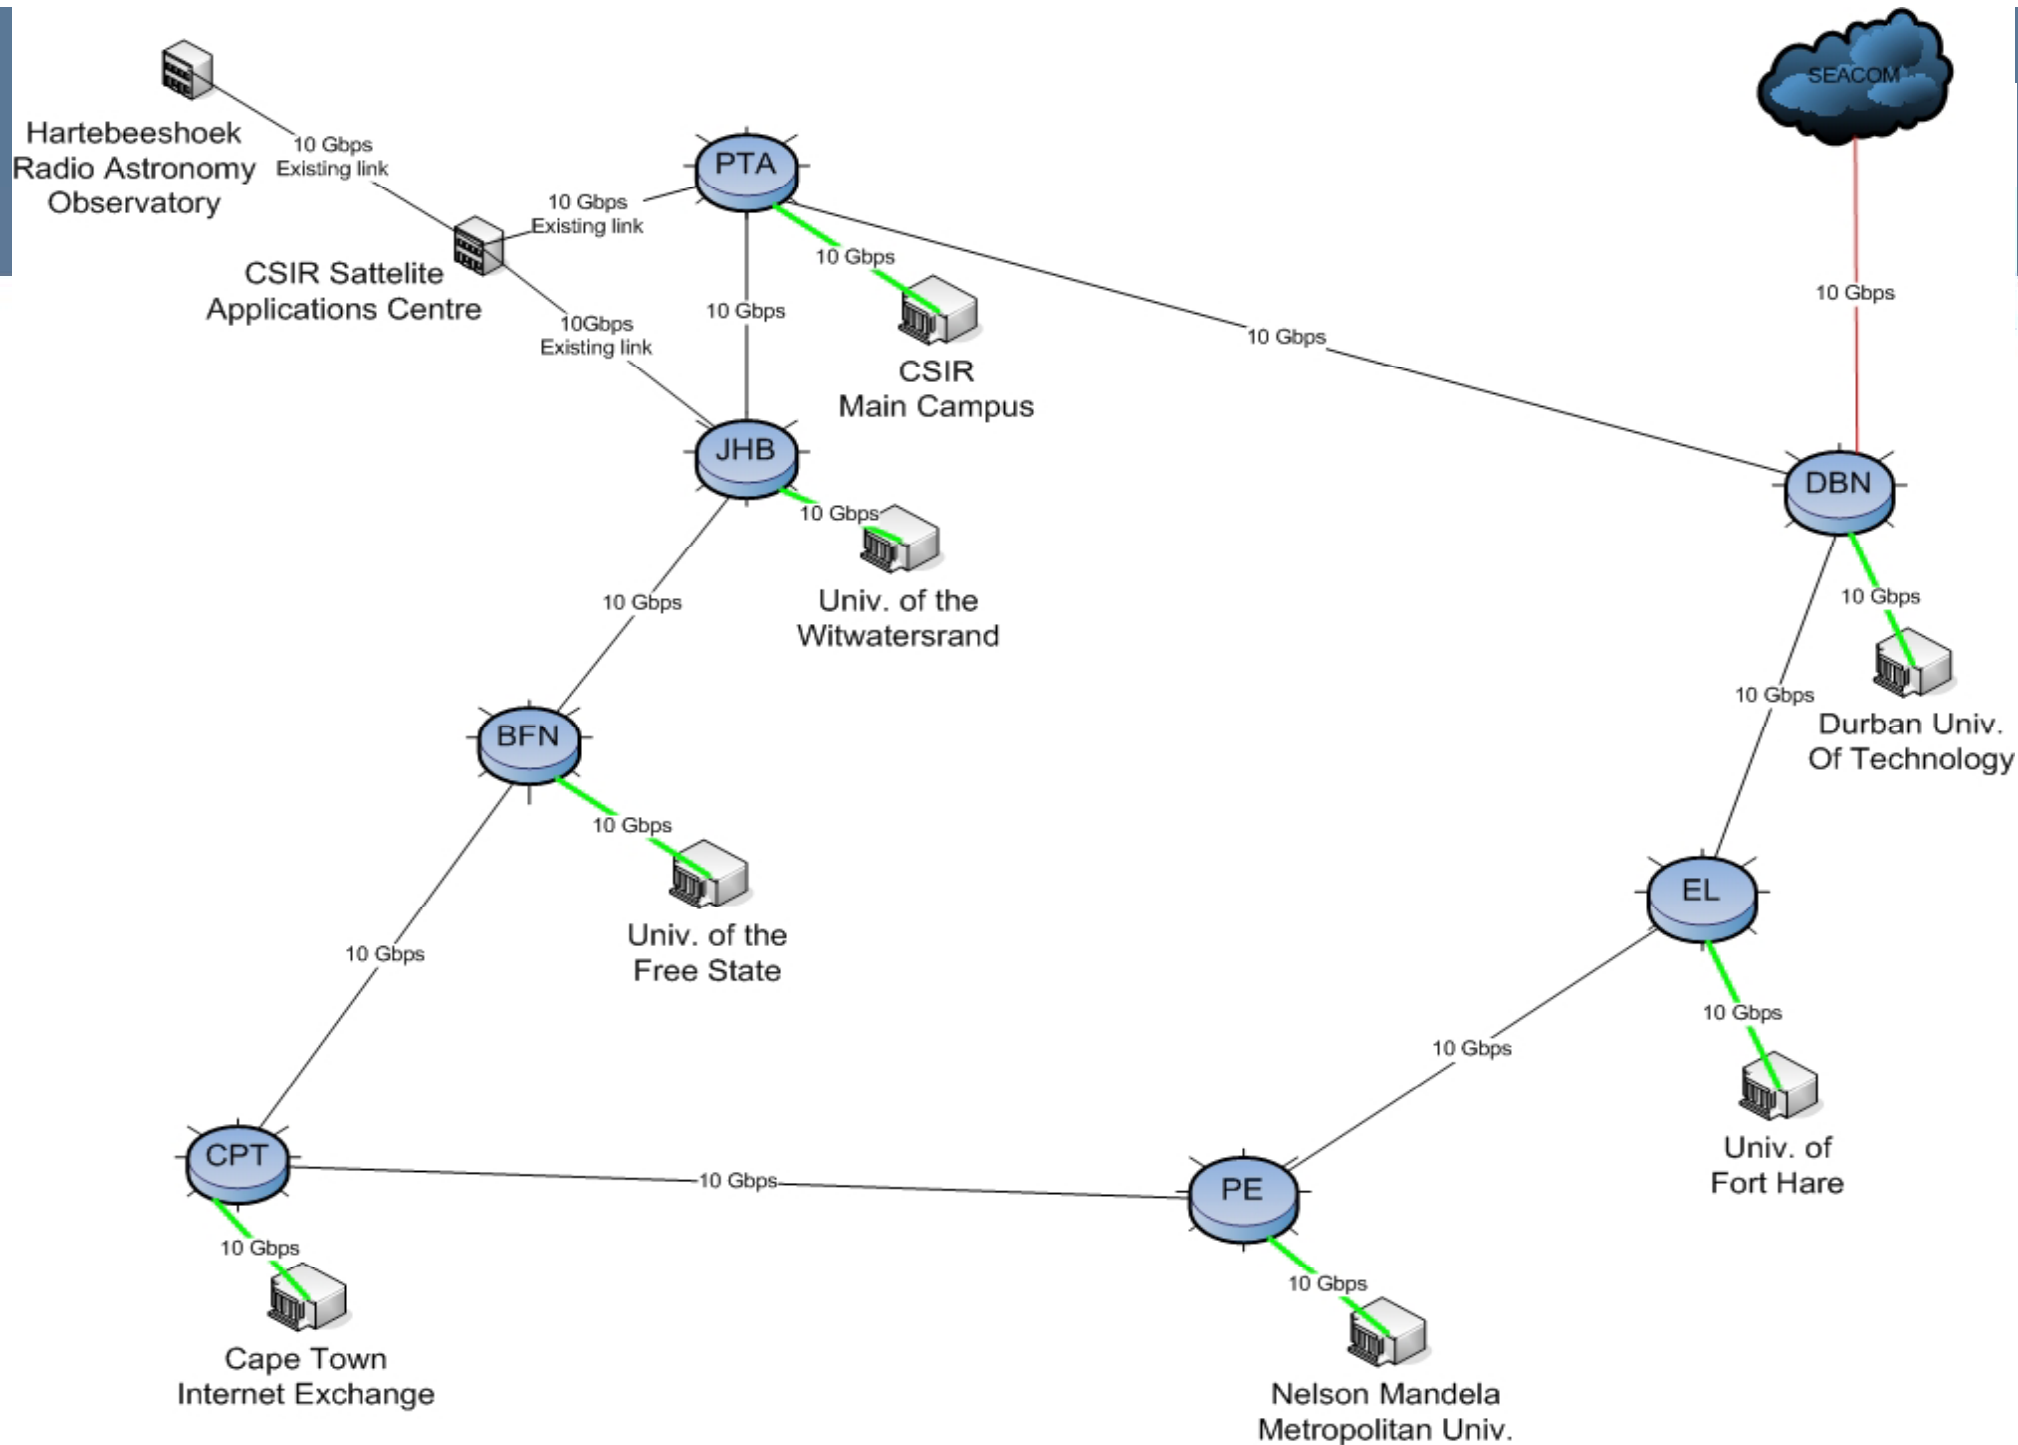 SEACOM
Hartebeeshoek
Radio Astronomy
Observatory
10 Gbps
Existing link
PTA
10 Gbps
Existing link
CSIR Sattelite
Applications Centre
10 Gbps
10 Gbps
10Gbps
Existing link
10 Gbps
10 Gbps
CSIR
Main Campus
JHB
DBN
10 Gbps
Univ. of the
Witwatersrand
10 Gbps
10 Gbps
10 Gbps
Durban Univ.
Of Technology
BFN
10 Gbps
Univ. of the
Free State
EL
10 Gbps
10 Gbps
10 Gbps
Univ. of
Fort Hare
CPT
10 Gbps
PE
10 Gbps
Cape Town
Internet Exchange
10 Gbps
Nelson Mandela
Metropolitan Univ.